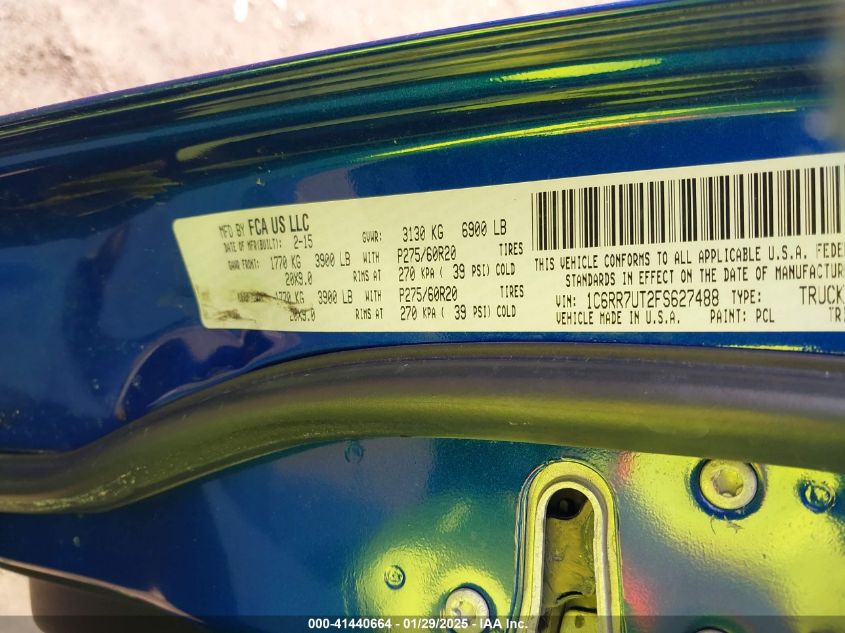 MFD BY FCA US LLC
DATE OF MFR(BUILT): 2-15 GVWR: 3130 KG 6900 LB
GAWR FRONT: 1770 KG 3900 LB WITH P275/60R20 TIRES
20X9.0 RIMS AT 270 KPA ( 39 PSI) COLD
1770 KG 3900 LB WITH P275/60R20 TIRES
20X9.0 RIMS AT 270 KPA ( 39 PSI) COLD
THIS VEHICLE CONFORMS TO ALL APPLICABLE U.S.A. FEDE
STANDARDS IN EFFECT ON THE DATE OF MANUFACTUR
VIN: 1C6RR7UT2FS627488 TYPE: TRUCK
VEHICLE MADE IN U.S.A. PAINT: PCL TRI
000-41440664 - 01/29/2025 - IAA Inc.